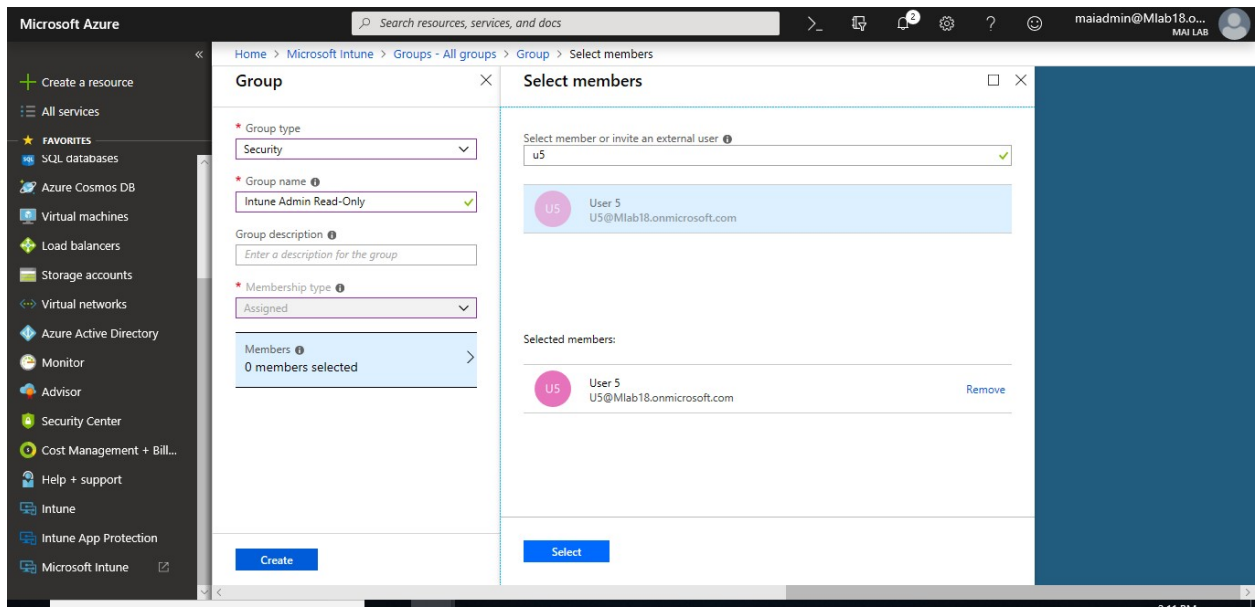 Microsoft Azure
Search resources, services, and docs
2
maiadmin@Mlab18.o...
MAI LAB
Home > Microsoft Intune > Groups - All groups > Group > Select members
Create a resource
All services
FAVORITES
SQL databases
Azure Cosmos DB
Virtual machines
Load balancers
Storage accounts
Virtual networks
Azure Active Directory
Monitor
Advisor
Security Center
Cost Management + Bill...
Help + support
Intune
Intune App Protection
Microsoft Intune
Group
* Group type
Security
* Group name
Intune Admin Read-Only
Group description
Enter a description for the group
* Membership type
Assigned
Members
0 members selected
Create
Select members
Select member or invite an external user
u5
U5
User 5
U5@Mlab18.onmicrosoft.com
Selected members:
U5
User 5
U5@Mlab18.onmicrosoft.com
Remove
Select